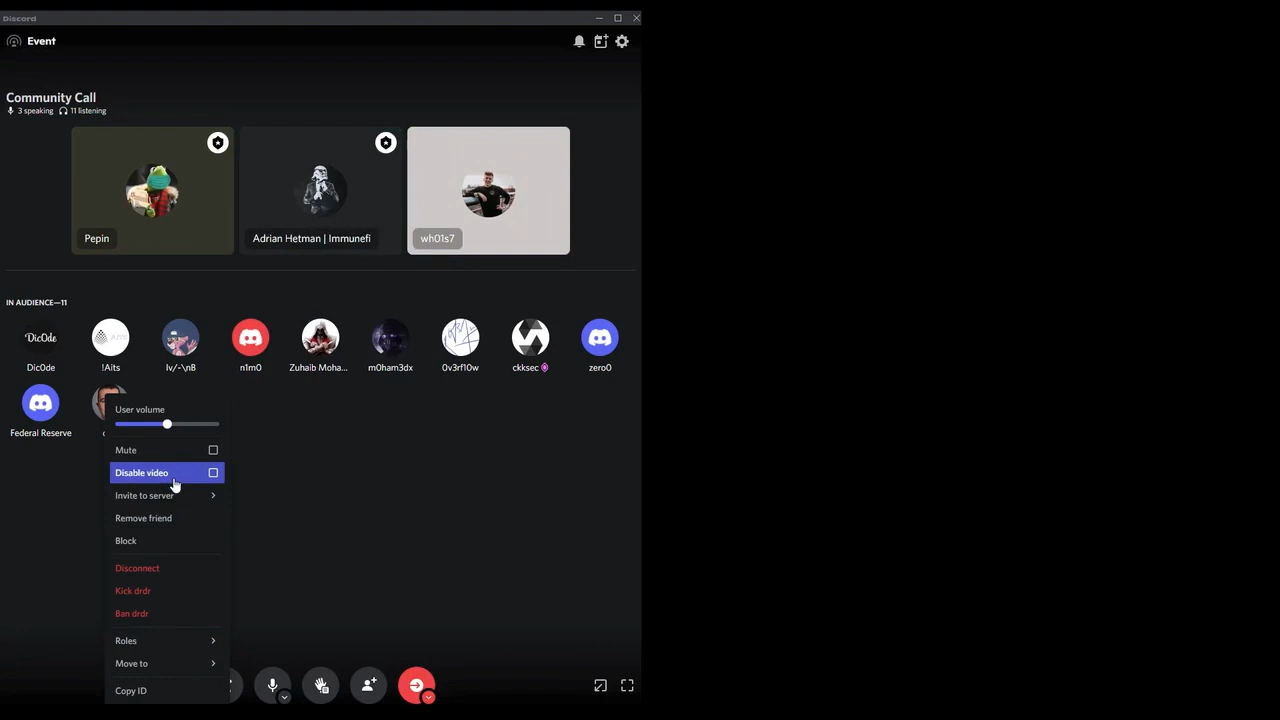 Discord
Event
Community Call
3 speaking 11 listening
Pepin
Adrian Hetman | Immunefi
wh01s7
IN AUDIENCE—11
Dic0de
Dic0de
!Aits
lv/-\nB
n1m0
Zuhaib Moha...
m0ham3dx
0v3rf10w
ckksec
zero0
Federal Reserve
User volume
Mute
Disable video
Invite to server
Remove friend
Block
Disconnect
Kick drdr
Ban drdr
Roles
Move to
Copy ID